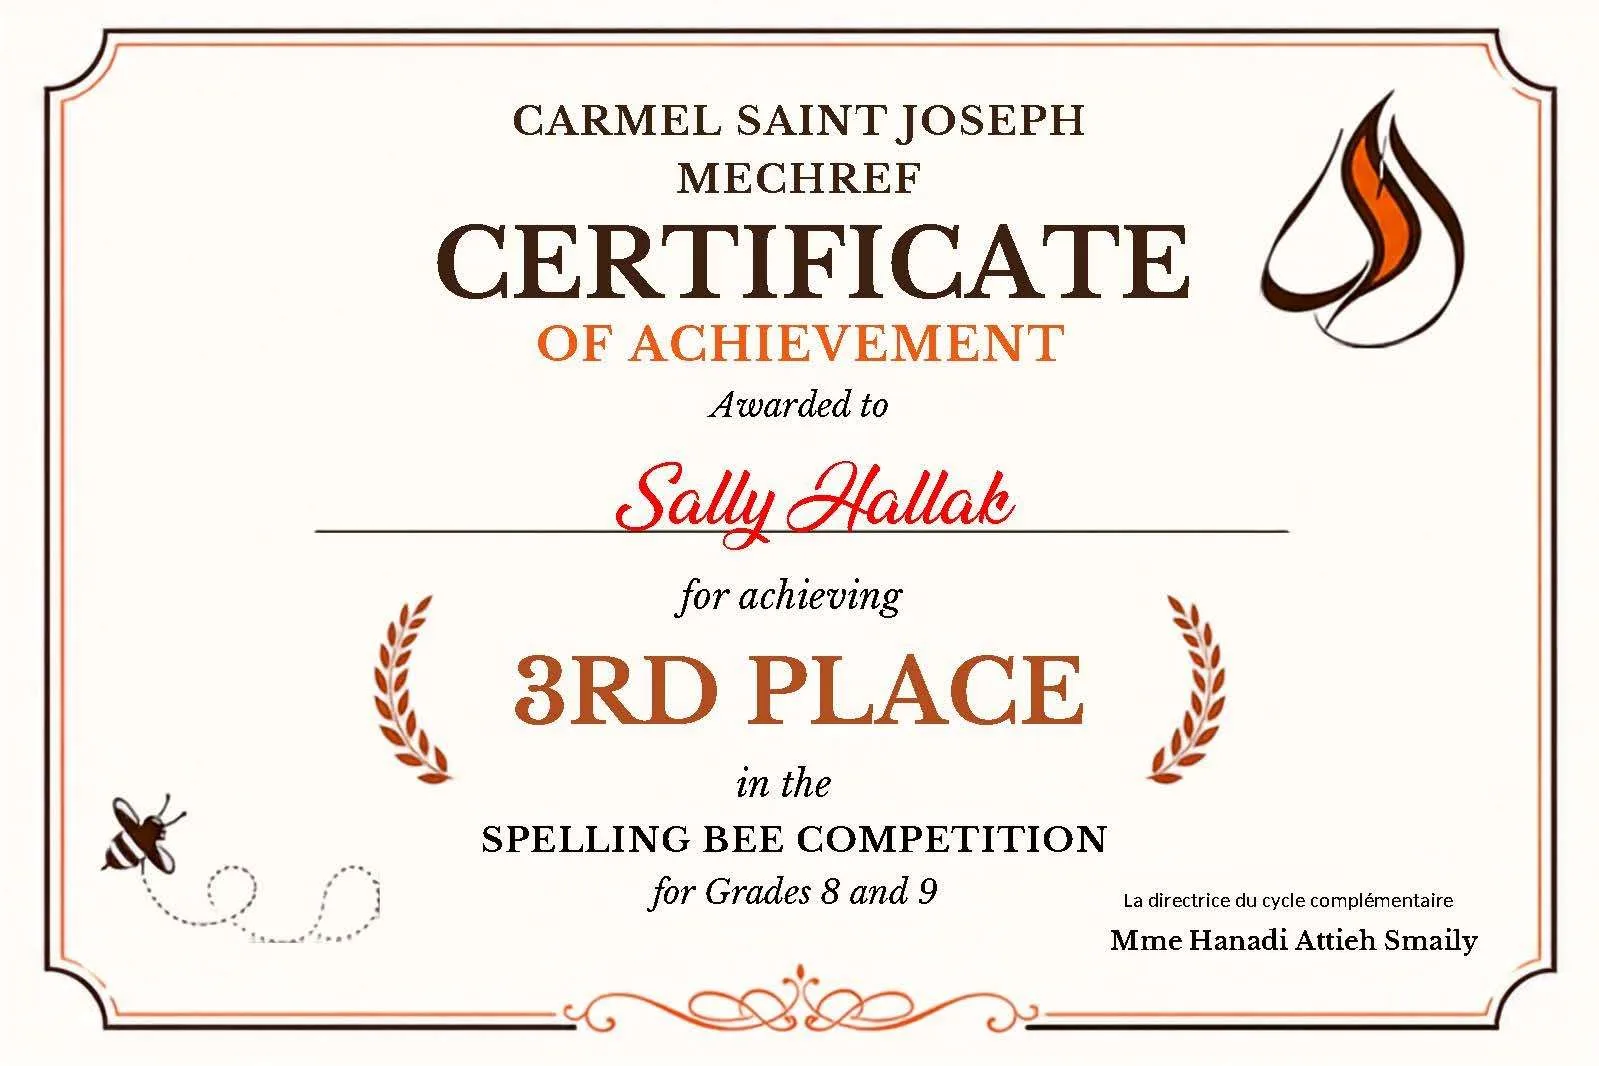 CARMEL SAINT JOSEPH
MECHREF
CERTIFICATE
OF ACHIEVEMENT
Awarded to
Sally Hallak
for achieving
3RD PLACE
in the
SPELLING BEE COMPETITION
for Grades 8 and 9
La directrice du cycle complémentaire
Mme Hanadi Attieh Smaily